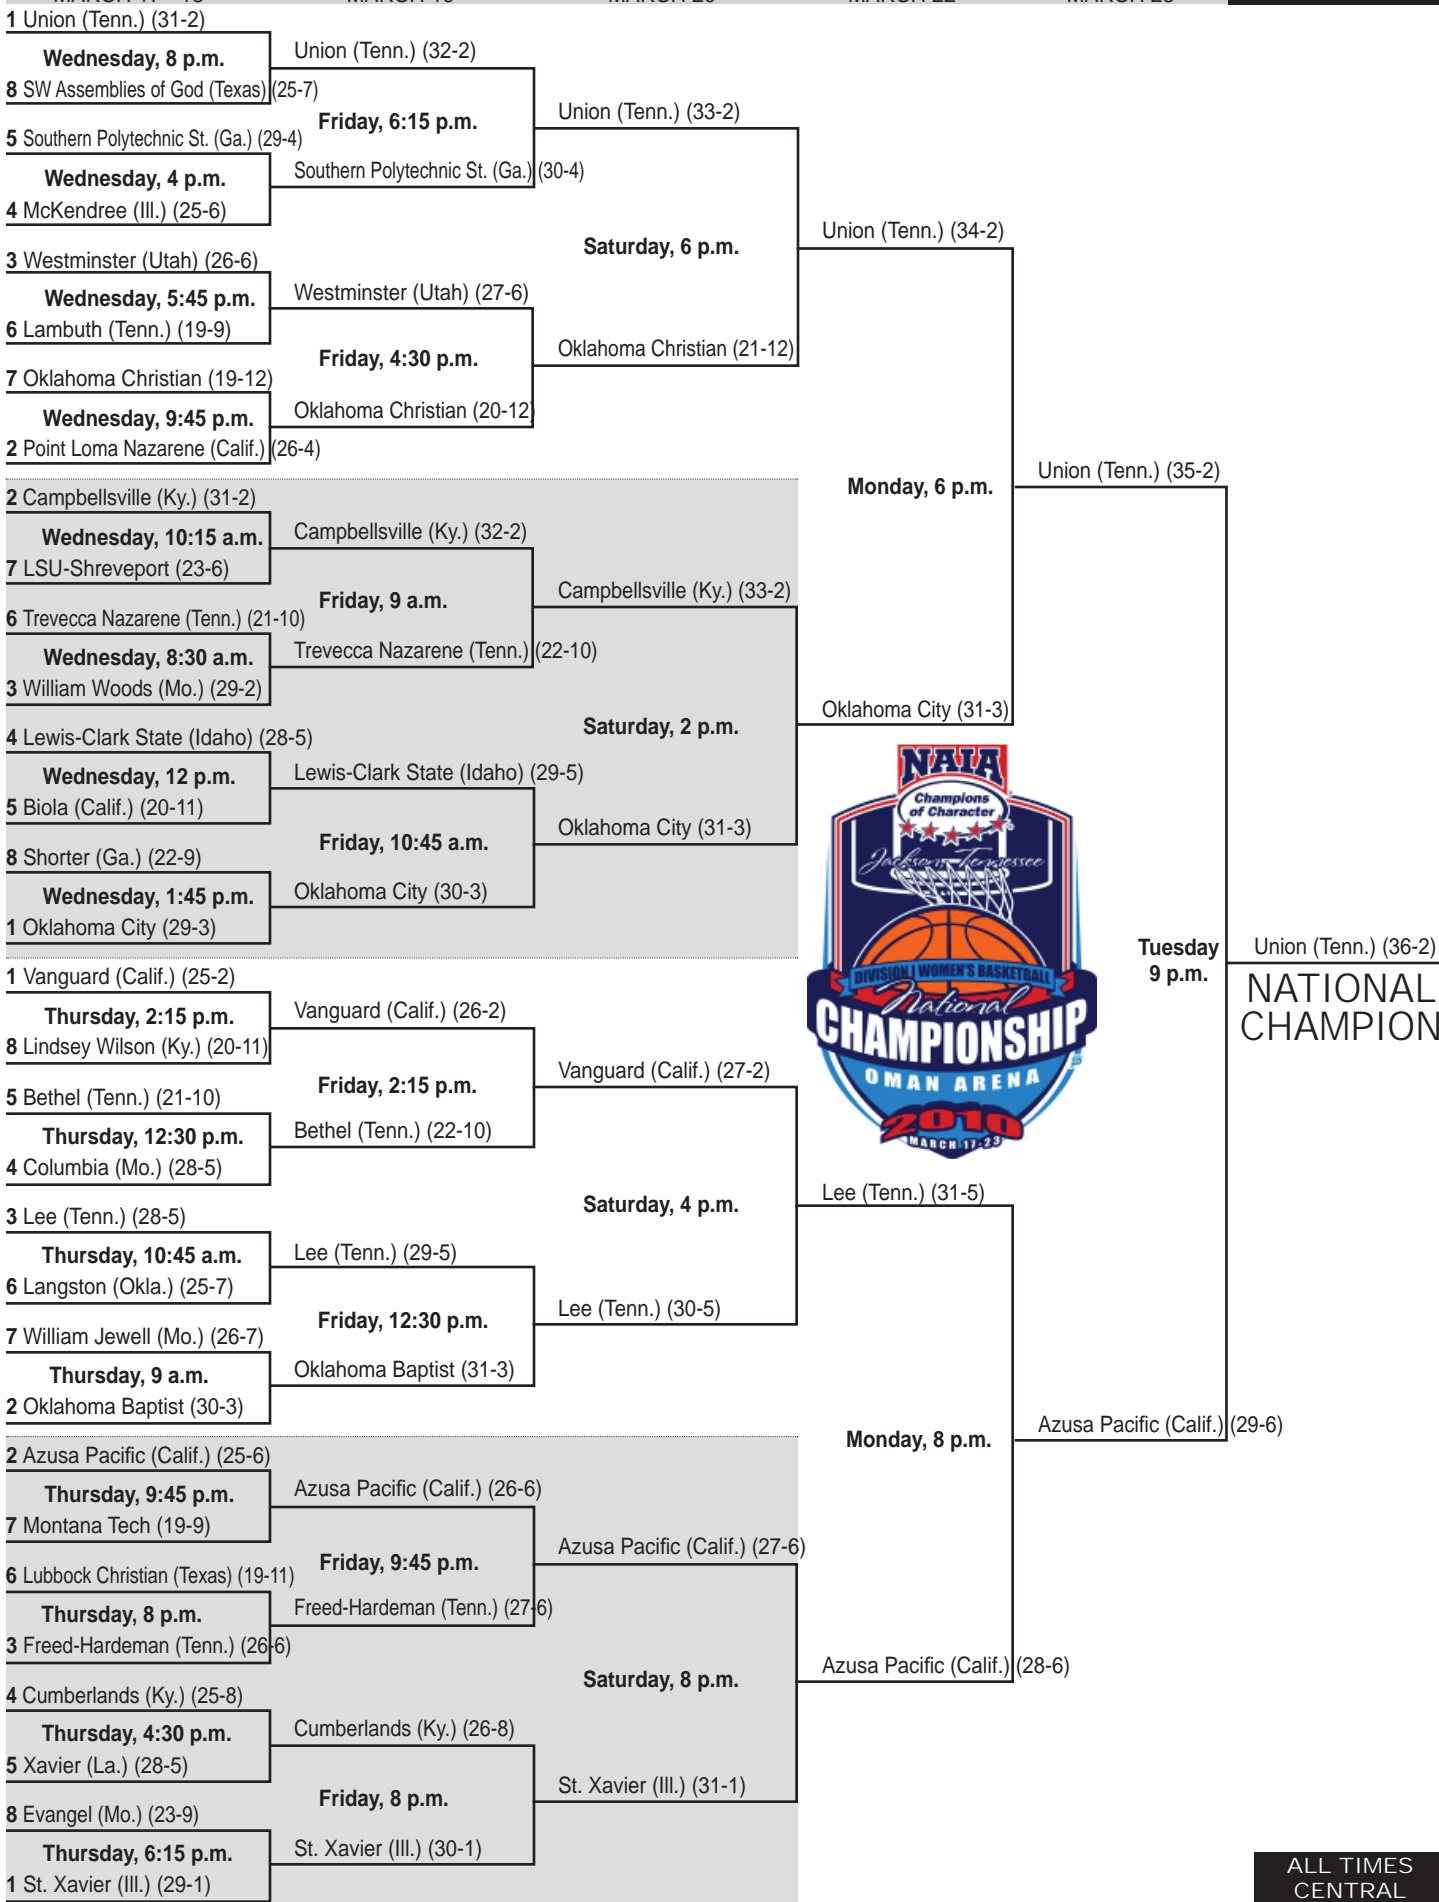 1 Union (Tenn.) (31-2)
Wednesday, 8 p.m.
8 SW Assemblies of God (Texas) (25-7)
5 Southern Polytechnic St. (Ga.) (29-4)
Wednesday, 4 p.m.
4 McKendree (Ill.) (25-6)
3 Westminster (Utah) (26-6)
Wednesday, 5:45 p.m.
6 Lambuth (Tenn.) (19-9)
7 Oklahoma Christian (19-12)
Wednesday, 9:45 p.m.
2 Point Loma Nazarene (Calif.) (26-4)
2 Campbellsville (Ky.) (31-2)
Wednesday, 10:15 a.m.
7 LSU-Shreveport (23-6)
6 Trevecca Nazarene (Tenn.) (21-10)
Wednesday, 8:30 a.m.
3 William Woods (Mo.) (29-2)
4 Lewis-Clark State (Idaho) (28-5)
Wednesday, 12 p.m.
5 Biola (Calif.) (20-11)
8 Shorter (Ga.) (22-9)
Wednesday, 1:45 p.m.
1 Oklahoma City (29-3)
1 Vanguard (Calif.) (25-2)
Thursday, 2:15 p.m.
8 Lindsey Wilson (Ky.) (20-11)
5 Bethel (Tenn.) (21-10)
Thursday, 12:30 p.m.
4 Columbia (Mo.) (28-5)
3 Lee (Tenn.) (28-5)
Thursday, 10:45 a.m.
6 Langston (Okla.) (25-7)
7 William Jewell (Mo.) (26-7)
Thursday, 9 a.m.
2 Oklahoma Baptist (30-3)
2 Azusa Pacific (Calif.) (25-6)
Thursday, 9:45 p.m.
7 Montana Tech (19-9)
6 Lubbock Christian (Texas) (19-11)
Thursday, 8 p.m.
3 Freed-Hardeman (Tenn.) (26-6)
4 Cumberlands (Ky.) (25-8)
Thursday, 4:30 p.m.
5 Xavier (La.) (28-5)
8 Evangel (Mo.) (23-9)
Thursday, 6:15 p.m.
1 St. Xavier (Ill.) (29-1)
Union (Tenn.) (32-2)
Friday, 6:15 p.m.
Southern Polytechnic St. (Ga.) (30-4)
Westminster (Utah) (27-6)
Friday, 4:30 p.m.
Oklahoma Christian (20-12)
Campbellsville (Ky.) (32-2)
Friday, 9 a.m.
Trevecca Nazarene (Tenn.) (22-10)
Lewis-Clark State (Idaho) (29-5)
Friday, 10:45 a.m.
Oklahoma City (30-3)
Vanguard (Calif.) (26-2)
Friday, 2:15 p.m.
Bethel (Tenn.) (22-10)
Lee (Tenn.) (29-5)
Friday, 12:30 p.m.
Oklahoma Baptist (31-3)
Azusa Pacific (Calif.) (26-6)
Friday, 9:45 p.m.
Freed-Hardeman (Tenn.) (27-6)
Cumberlands (Ky.) (26-8)
Friday, 8 p.m.
St. Xavier (Ill.) (30-1)
Union (Tenn.) (33-2)
Saturday, 6 p.m.
Oklahoma Christian (21-12)
Campbellsville (Ky.) (33-2)
Saturday, 2 p.m.
Oklahoma City (31-3)
Vanguard (Calif.) (27-2)
Saturday, 4 p.m.
Lee (Tenn.) (30-5)
Azusa Pacific (Calif.) (27-6)
Saturday, 8 p.m.
St. Xavier (Ill.) (31-1)
Union (Tenn.) (34-2)
Monday, 6 p.m.
Oklahoma City (31-3)
NAIA
Champions
of Character
Jackson, Tennessee
DIVISION I WOMEN'S BASKETBALL
National
CHAMPIONSHIP
OMAN ARENA
2010
MARCH 17-23
Lee (Tenn.) (31-5)
Monday, 8 p.m.
Azusa Pacific (Calif.) (28-6)
Union (Tenn.) (35-2)
Tuesday
9 p.m.
Azusa Pacific (Calif.) (29-6)
Union (Tenn.) (36-2)
NATIONAL
CHAMPION
ALL TIMES
CENTRAL